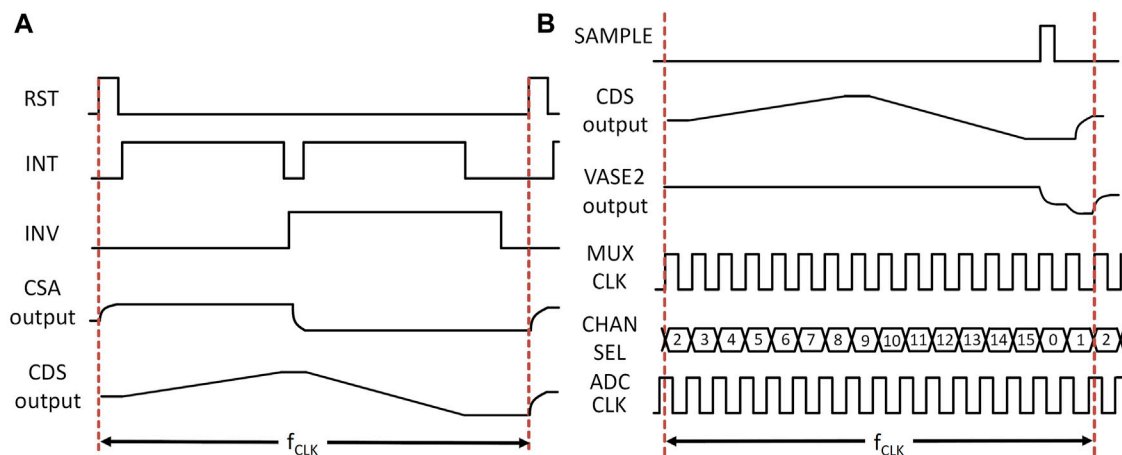 A
RST
INT
INV
CSA
output
CDS
output
fCLK
B
SAMPLE
CDS
output
VASE2
output
MUX
CLK
CHAN
SEL
2 3 4 5 6 7 8 9 10 11 12 13 14 15 0 1 2
ADC
CLK
fCLK